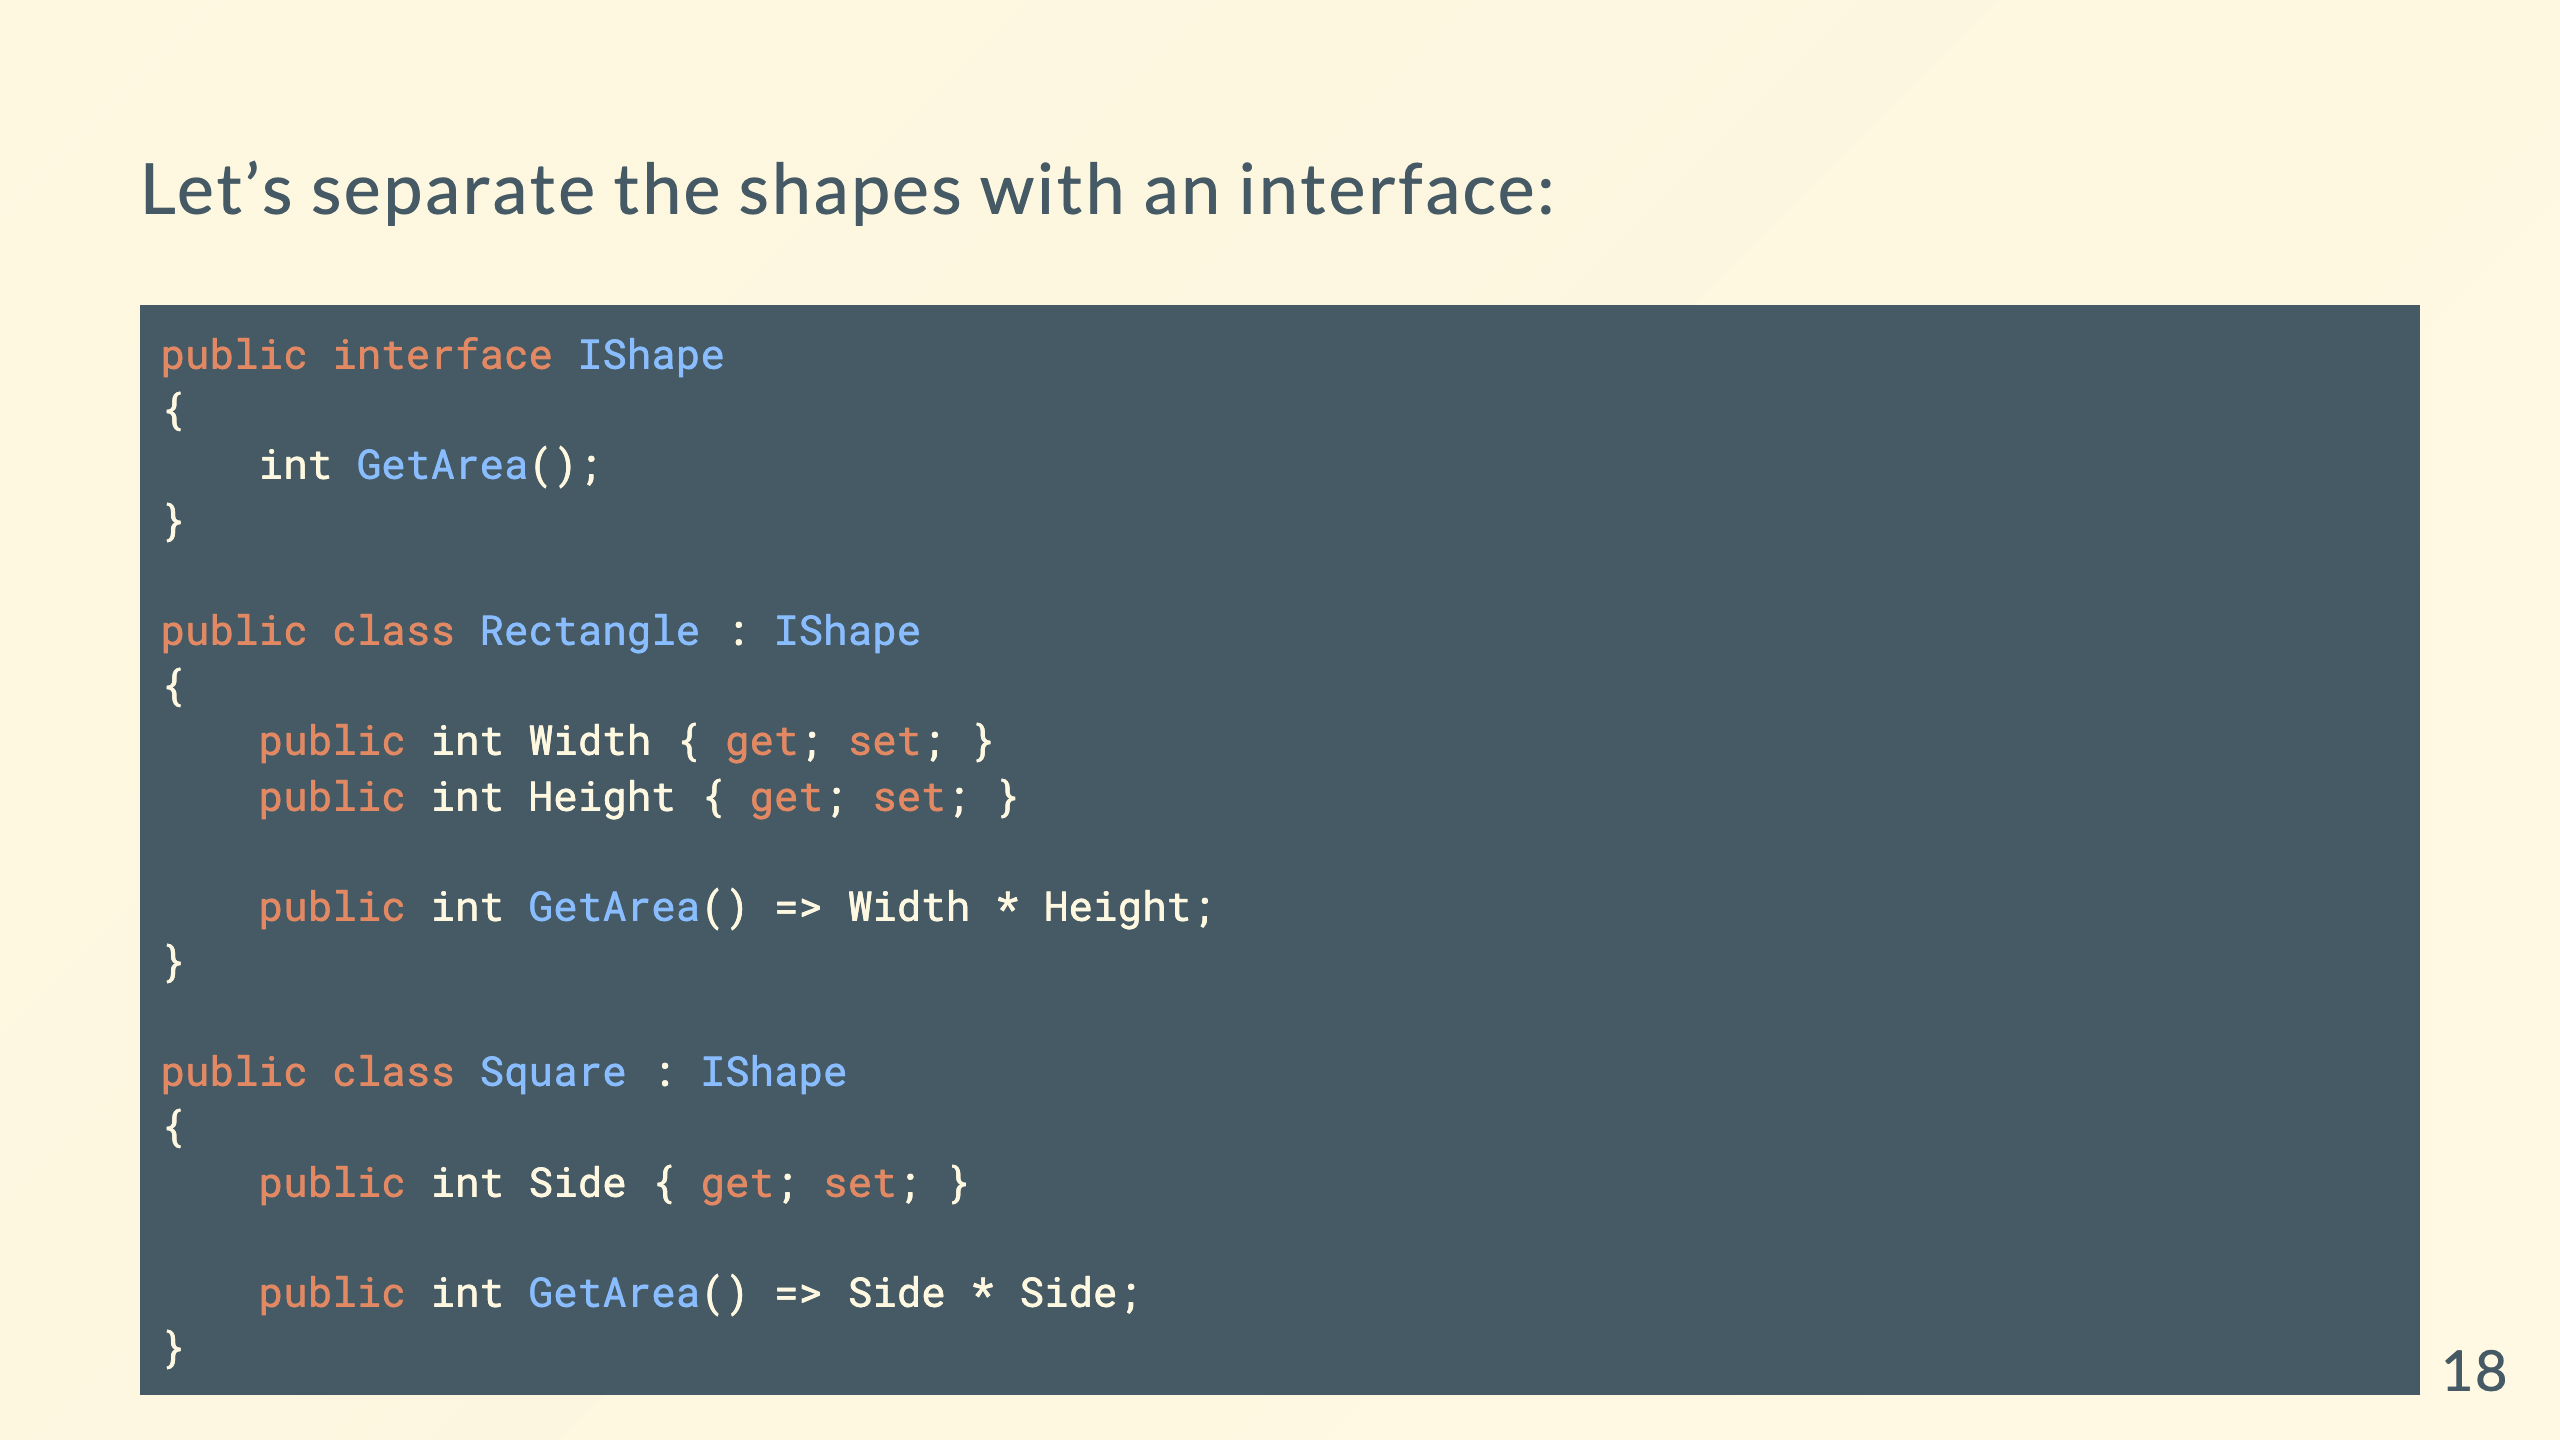 Let’s separate the shapes with an interface:
public interface IShape
{
    int GetArea();
}
public class Rectangle : IShape
{
    public int Width { get; set; }
    public int Height { get; set; }
    public int GetArea() => Width * Height;
}
public class Square : IShape
{
    public int Side { get; set; }
    public int GetArea() => Side * Side;
}
18